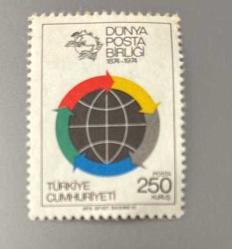 DÜNYA
POSTA
BİRLİĞİ
1874-1974
TÜRKİYE
CUMHURİYETİ
POSTA
250
KURUŞ